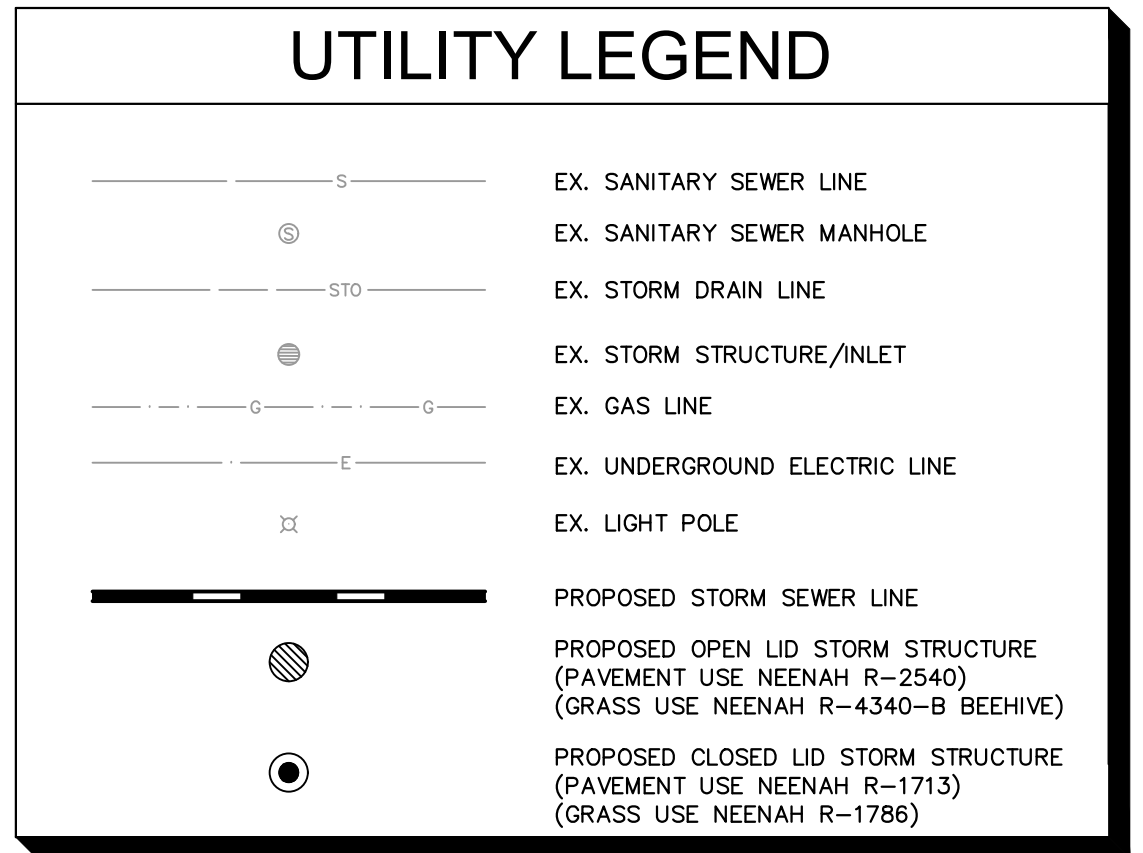 UTILITY LEGEND
S EX. SANITARY SEWER LINE
S EX. SANITARY SEWER MANHOLE
STO EX. STORM DRAIN LINE
EX. STORM STRUCTURE/INLET
G G EX. GAS LINE
E EX. UNDERGROUND ELECTRIC LINE
EX. LIGHT POLE
PROPOSED STORM SEWER LINE
PROPOSED OPEN LID STORM STRUCTURE
(PAVEMENT USE NEENAH R-2540)
(GRASS USE NEENAH R-4340-B BEEHIVE)
PROPOSED CLOSED LID STORM STRUCTURE
(PAVEMENT USE NEENAH R-1713)
(GRASS USE NEENAH R-1786)